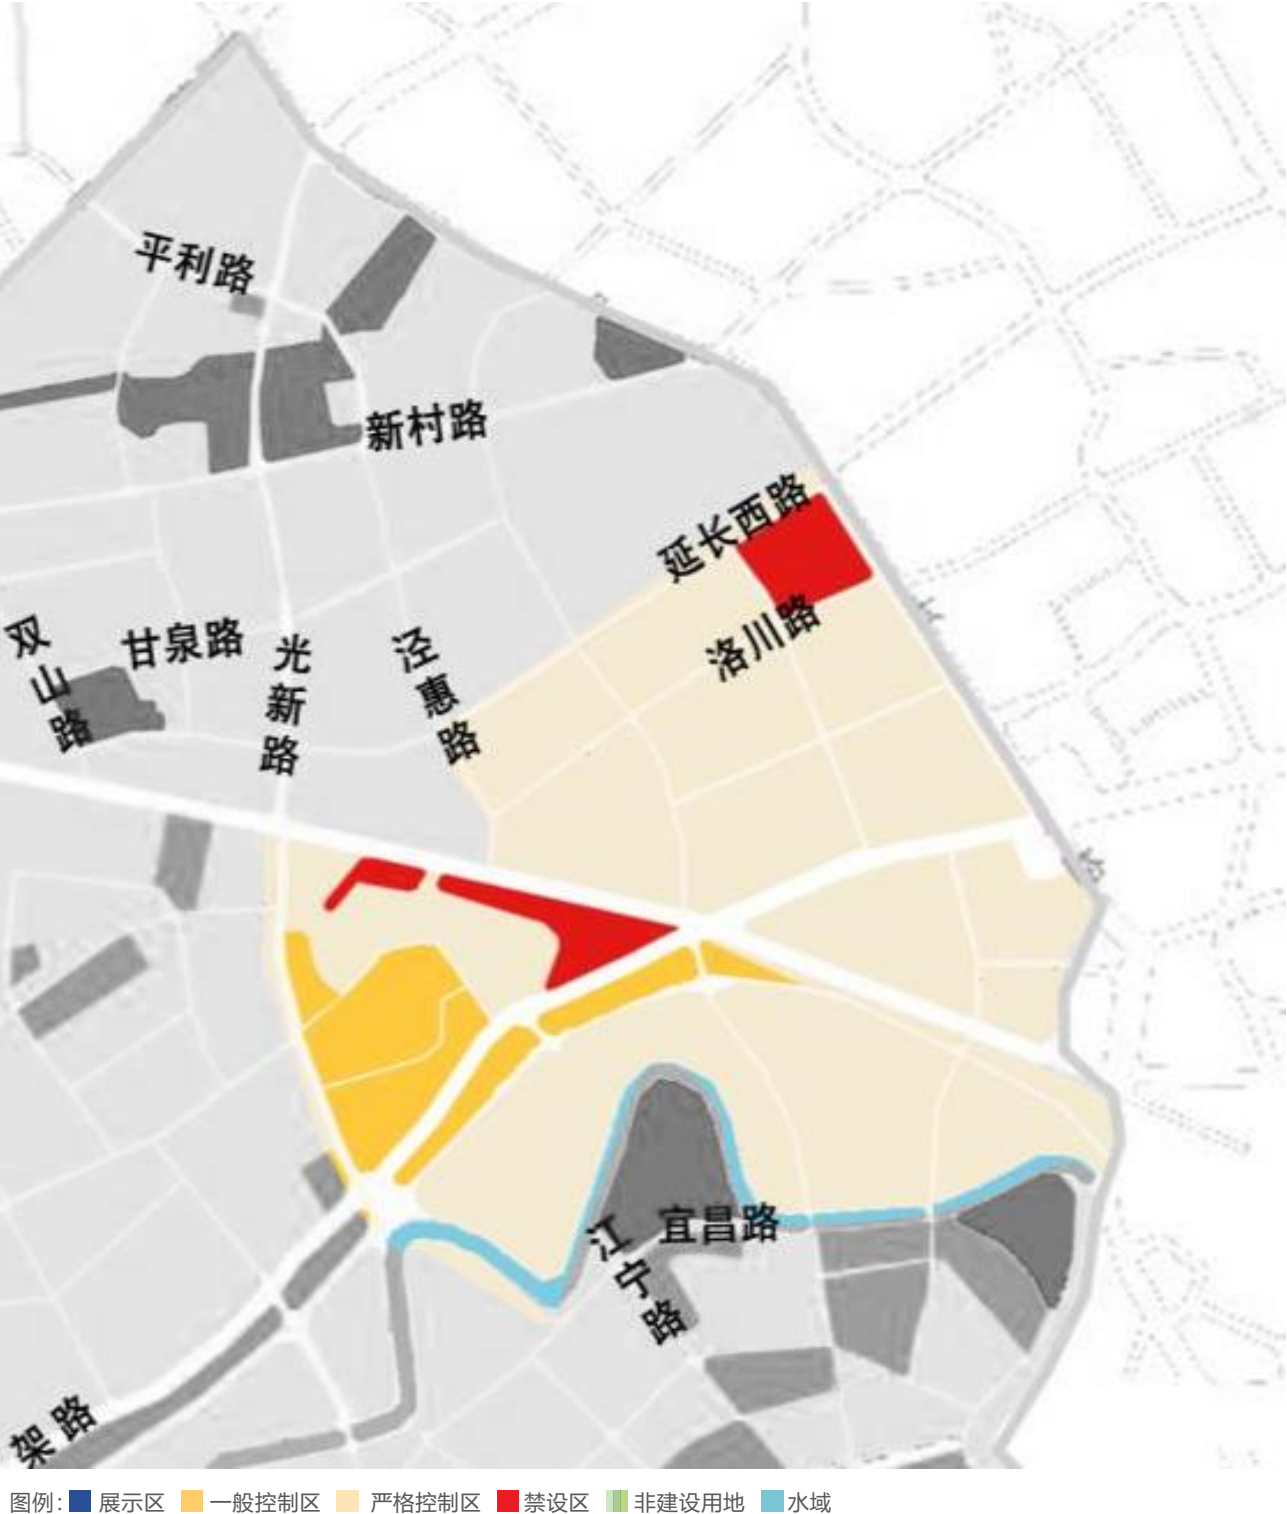 平利路
新村路
延长西路
洛川路
双山路
甘泉路
光新路
泾惠路
宜昌路
江宁路
架路
图例: 展示区 一般控制区 严格控制区 禁设区 非建设用地 水域